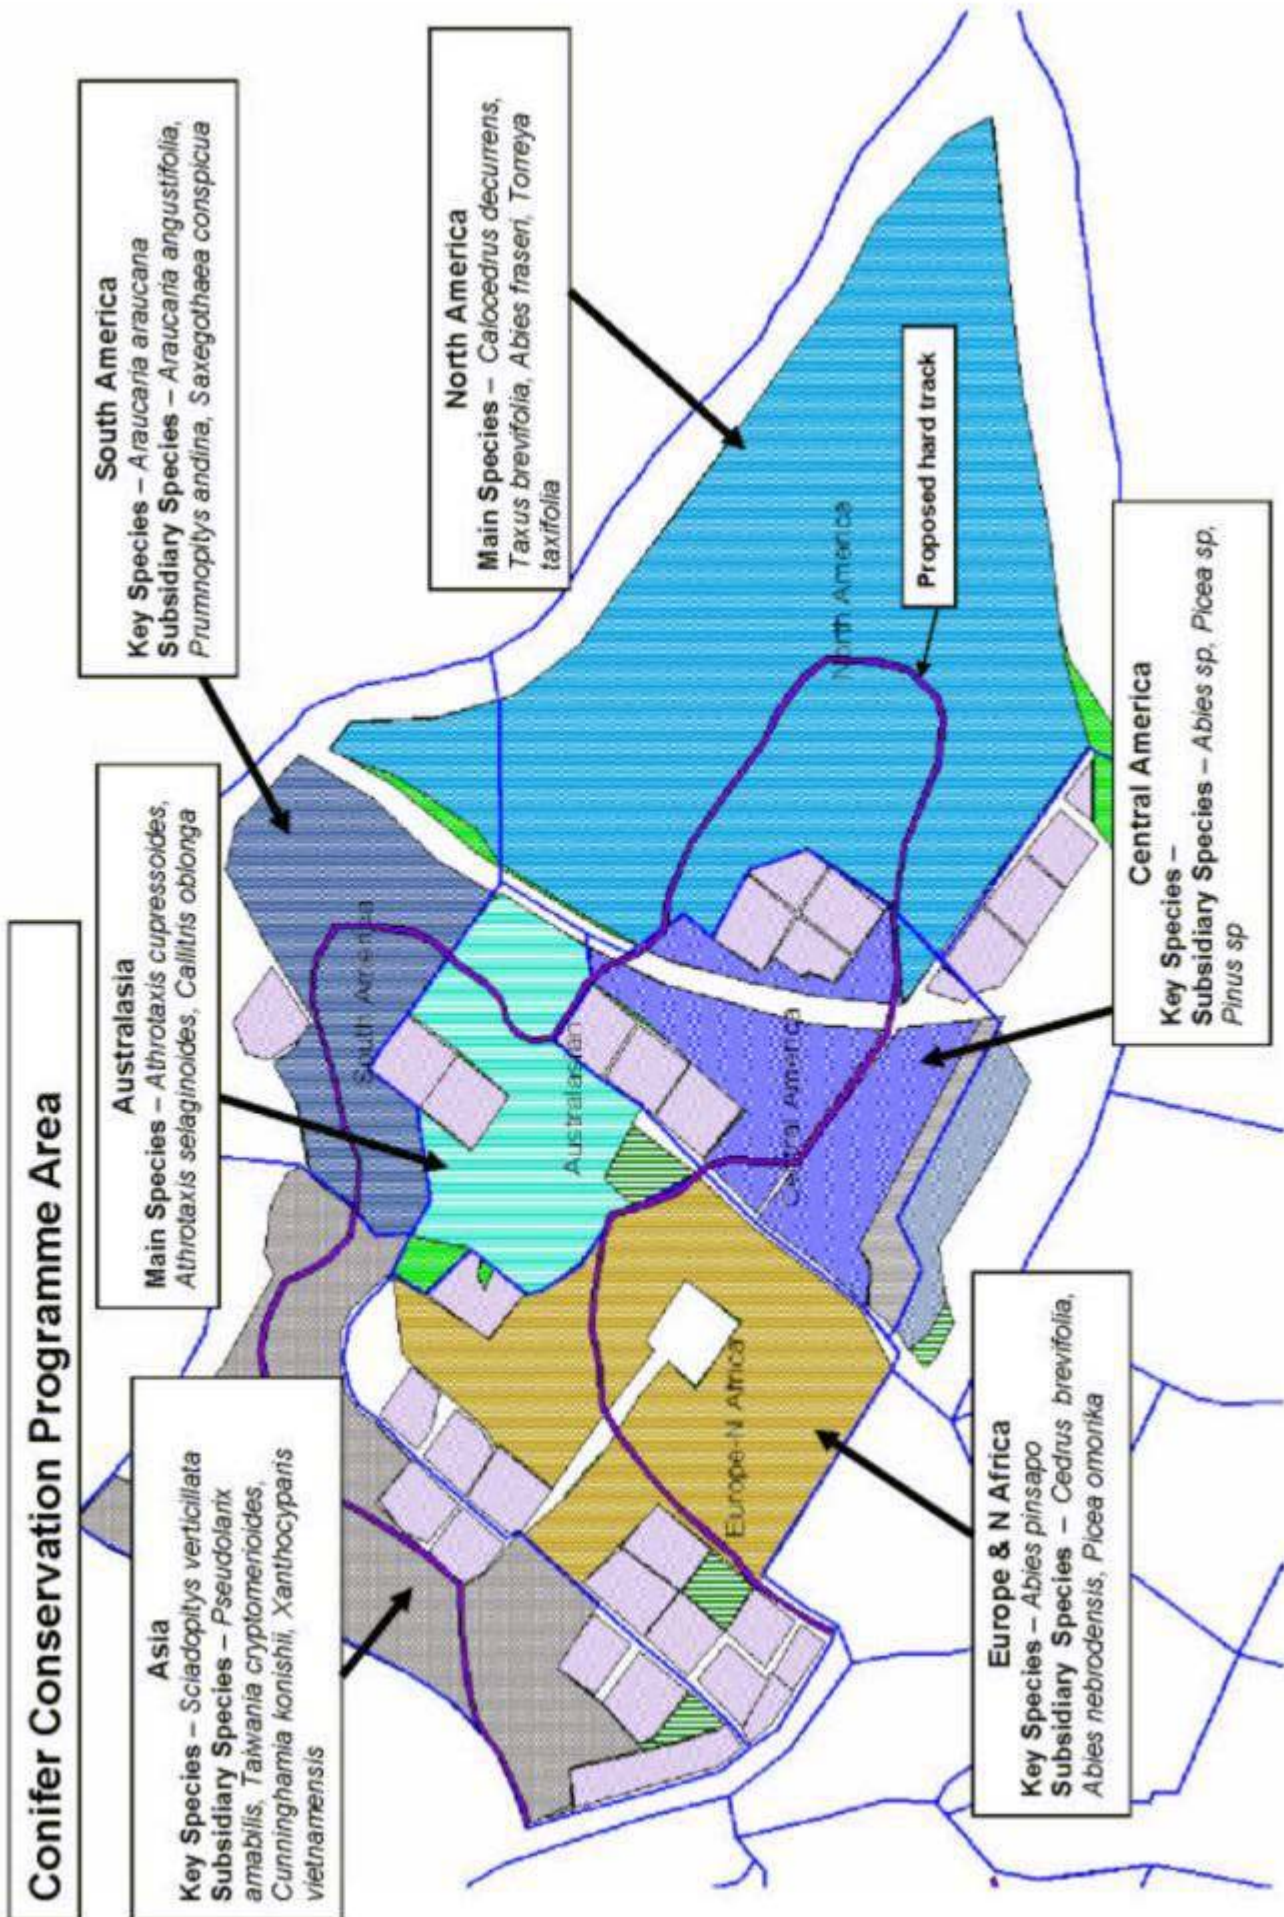 Conifer Conservation Programme Area
Asia
Key Species – Sciadopitys verticillata
Subsidiary Species – Pseudolarix
amabilis, Taiwania cryptomerioides,
Cunninghamia konishii, Xanthocyparis
vietnamensis
Australasia
Main Species – Athrotaxis cupressoides,
Athrotaxis selaginoides, Callitris oblonga
South America
Key Species – Araucaria araucana
Subsidiary Species – Araucaria angustifolia,
Prumnopitys andina, Saxegothaea conspicua
North America
Main Species – Calocedrus decurrens,
Taxus brevifolia, Abies fraseri, Torreya
taxifolia
South America
Australasian
Central America
North America
Europe-N Africa
Proposed hard track
Europe & N Africa
Key Species – Abies pinsapo
Subsidiary Species – Cedrus brevifolia,
Abies nebrodensis, Picea omorika
Central America
Key Species –
Subsidiary Species – Abies sp, Picea sp,
Pinus sp